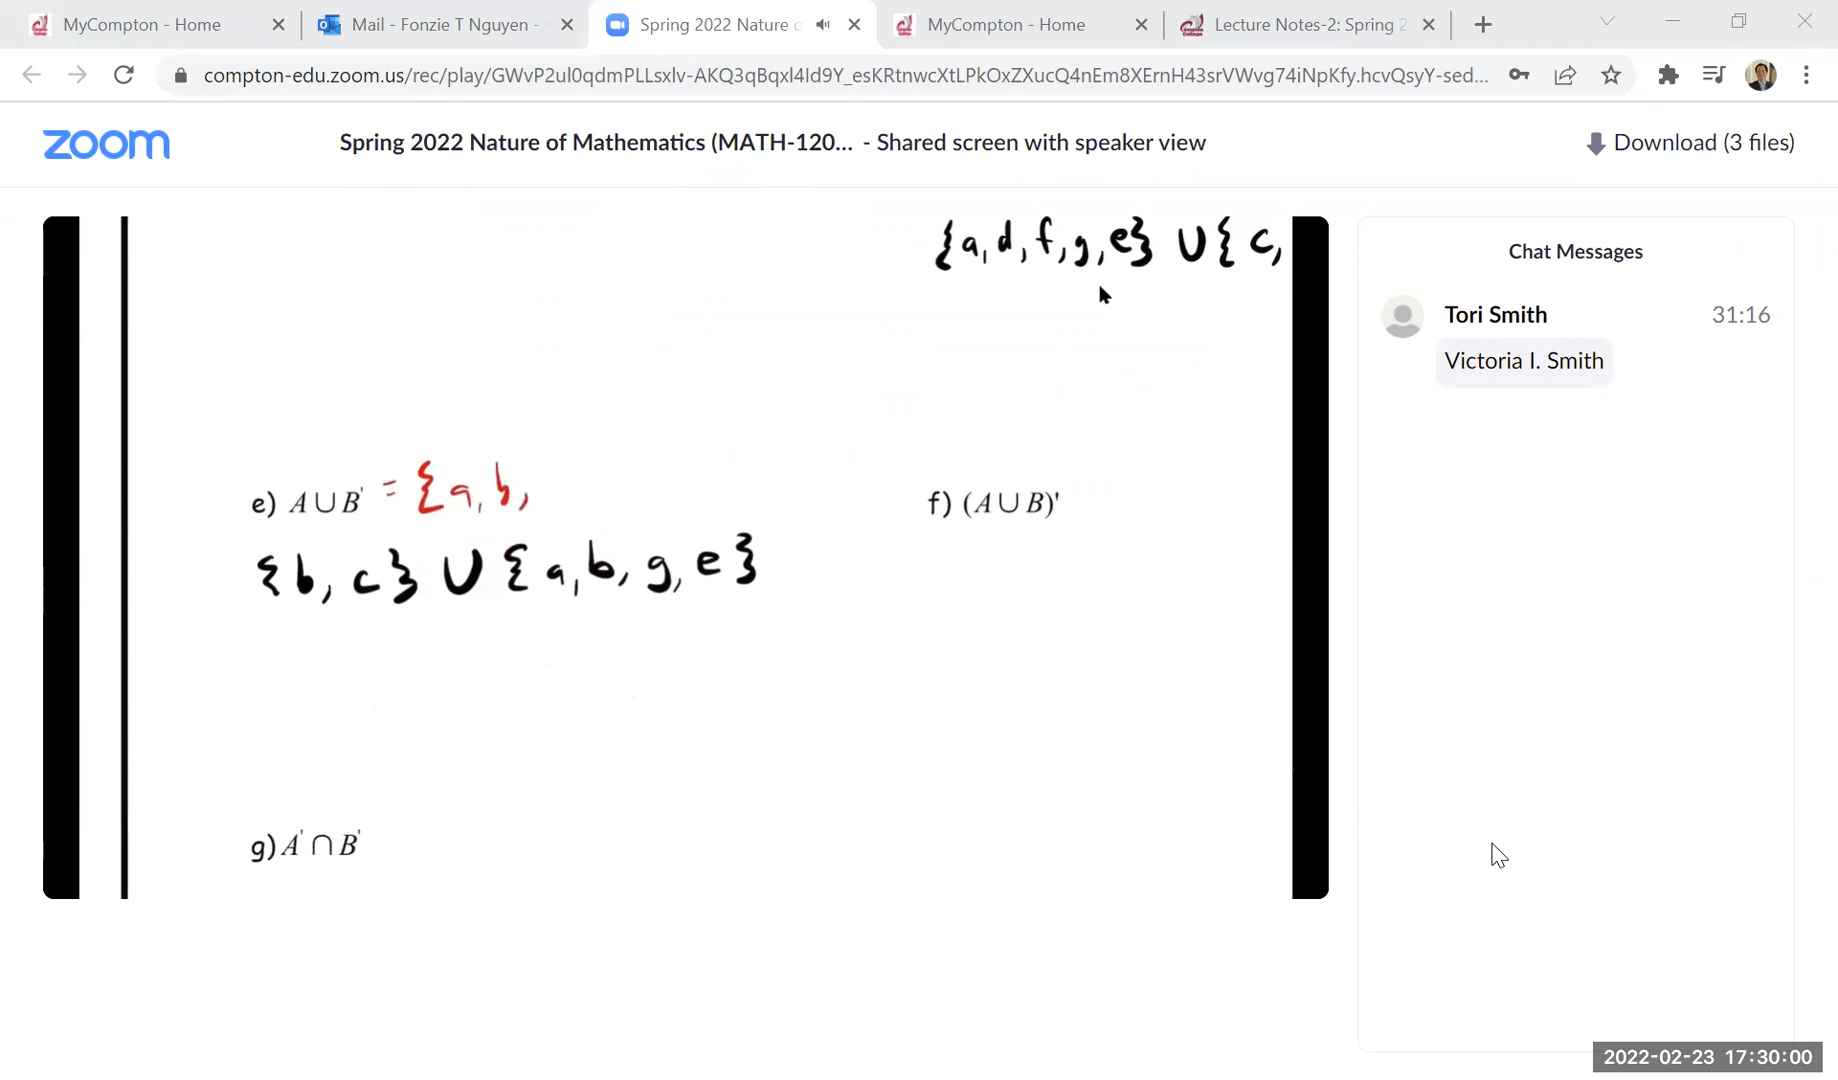 MyCompton - Home
Mail - Fonzie T Nguyen -
Spring 2022 Nature o
MyCompton - Home
Lecture Notes-2: Spring 2
compton-edu.zoom.us/rec/play/GWvP2ul0qdmPLLsxlv-AKQ3qBqxl4Id9Y_esKRtnwcXtLPkOxZXucQ4nEm8XErnH43srVWvg74iNpKfy.hcvQsyY-sed...
zoom
Spring 2022 Nature of Mathematics (MATH-120... - Shared screen with speaker view
Download (3 files)
{a, d, f, g, e} ∪ { c,
Chat Messages
Tori Smith 31:16
Victoria I. Smith
e) A ∪ B' = {a, b,
f) (A ∪ B)'
{b, c} ∪ {a, b, g, e}
g) A' ∩ B'
2022-02-23 17:30:00